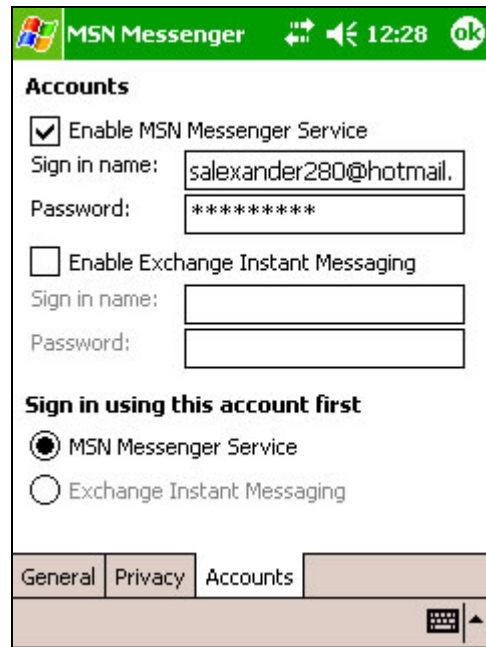 MSN Messenger 12:28 ok
Accounts
Enable MSN Messenger Service
Sign in name: salexander280@hotmail.
Password: *********
Enable Exchange Instant Messaging
Sign in name:
Password:
Sign in using this account first
MSN Messenger Service
Exchange Instant Messaging
General Privacy Accounts